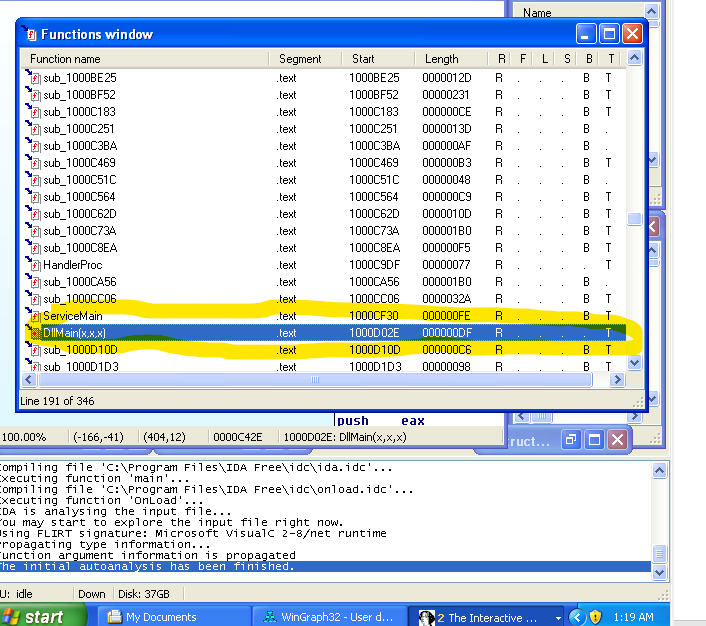 Name
Functions window
Function name Segment Start Length R F L S B T
sub_1000BE25 .text 1000BE25 0000012D R . . . B T
sub_1000BF52 .text 1000BF52 00000231 R . . . B T
sub_1000C183 .text 1000C183 000000CE R . . . B T
sub_1000C251 .text 1000C251 0000013D R . . . B .
sub_1000C3BA .text 1000C3BA 000000AF R . . . B .
sub_1000C469 .text 1000C469 000000B3 R . . . B T
sub_1000C51C .text 1000C51C 00000048 R . . . B .
sub_1000C564 .text 1000C564 000000C9 R . . . B T
sub_1000C62D .text 1000C62D 0000010D R . . . B T
sub_1000C73A .text 1000C73A 000001B0 R . . . B T
sub_1000C8EA .text 1000C8EA 000000F5 R . . . B T
HandlerProc .text 1000C9DF 00000077 R . . . . T
sub_1000CA56 .text 1000CA56 000001B0 R . . . B .
sub_1000CC06 .text 1000CC06 0000032A R . . . B T
ServiceMain .text 1000CF30 000000FE R . . . B T
DllMain(x,x,x) .text 1000D02E 000000DF R . . . . T
sub_1000D10D .text 1000D10D 000000C6 R . . . B T
sub_1000D1D3 .text 1000D1D3 00000098 R . . . B T
Line 191 of 346
push eax
100.00% (-166,-41) (404,12) 0000C42E 1000D02E: DllMain(x,x,x)
truct...
Compiling file 'C:\Program Files\IDA Free\idc\ida.idc'...
Executing function 'main'...
Compiling file 'C:\Program Files\IDA Free\idc\onload.idc'...
Executing function 'OnLoad'...
IDA is analysing the input file...
You may start to explore the input file right now.
Using FLIRT signature: Microsoft VisualC 2-8/net runtime
Propagating type information...
Function argument information is propagated
The initial autoanalysis has been finished.
U: idle Down Disk: 37GB
start My Documents WinGraph32 - User d... 2 The Interactive ... 1:19 AM